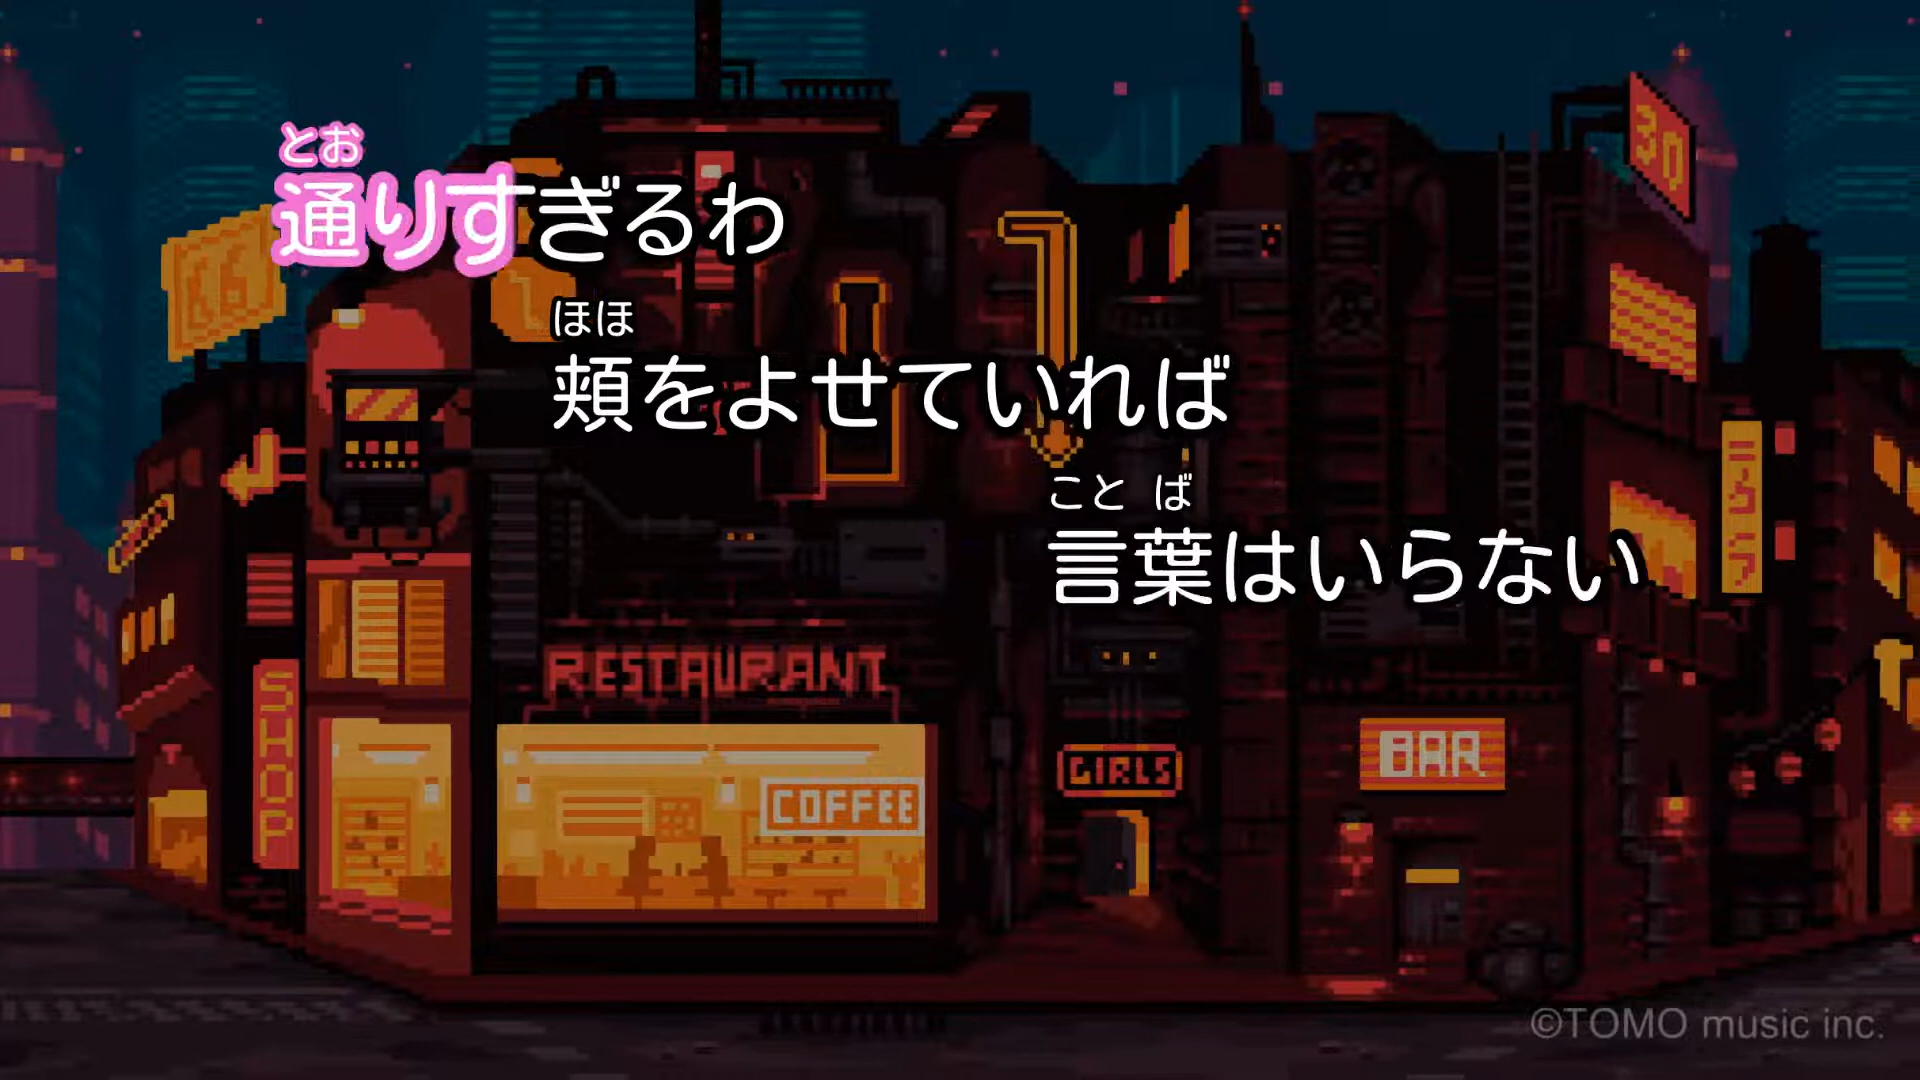 とお
通りすぎるわ
ほほ
頬をよせていれば
こと ば
言葉はいらない
30
SHOP
RESTAURANT
COFFEE
GIRLS
BAR
©TOMO music inc.